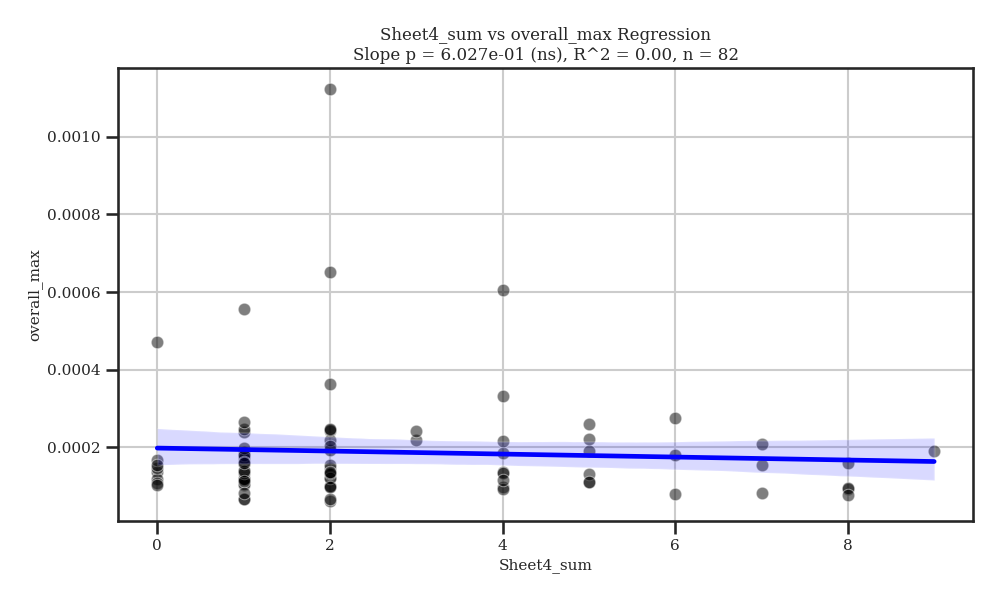 Sheet4_sum vs overall_max Regression
Slope p = 6.027e-01 (ns), R^2 = 0.00, n = 82
0.0010
0.0008
0.0006
0.0004
0.0002
overall_max
0 2 4 6 8
Sheet4_sum